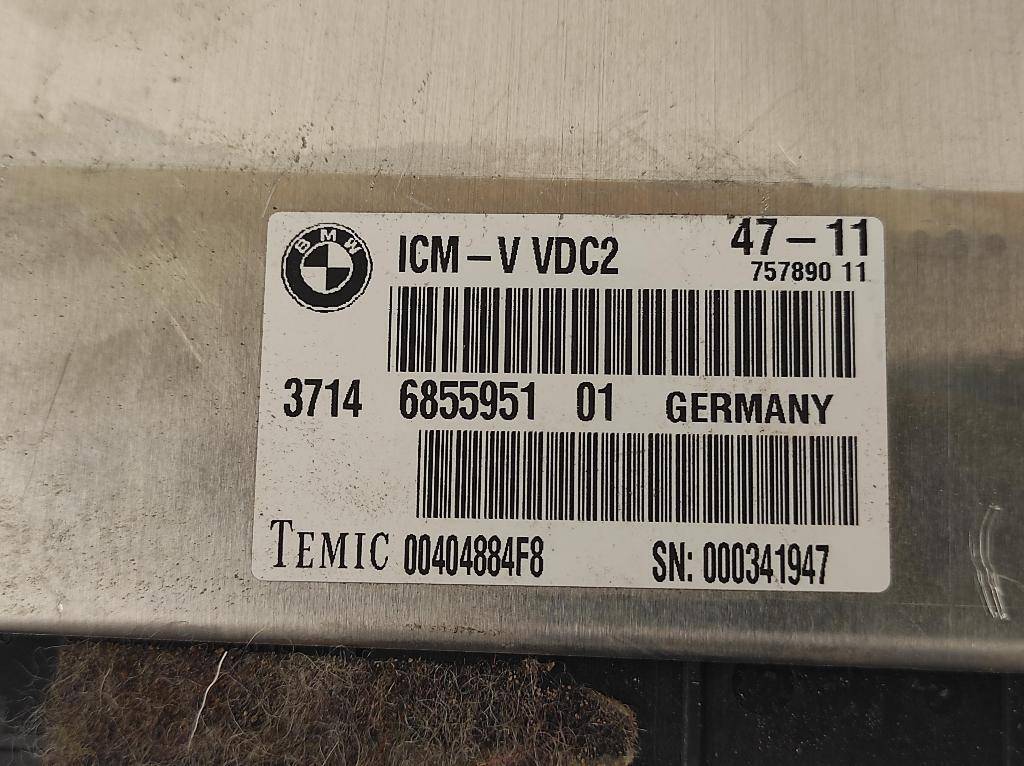 BMW
ICM – V VDC2
47 – 11
757890 11
3714 6855951 01 GERMANY
TEMIC 00404884F8 SN: 000341947